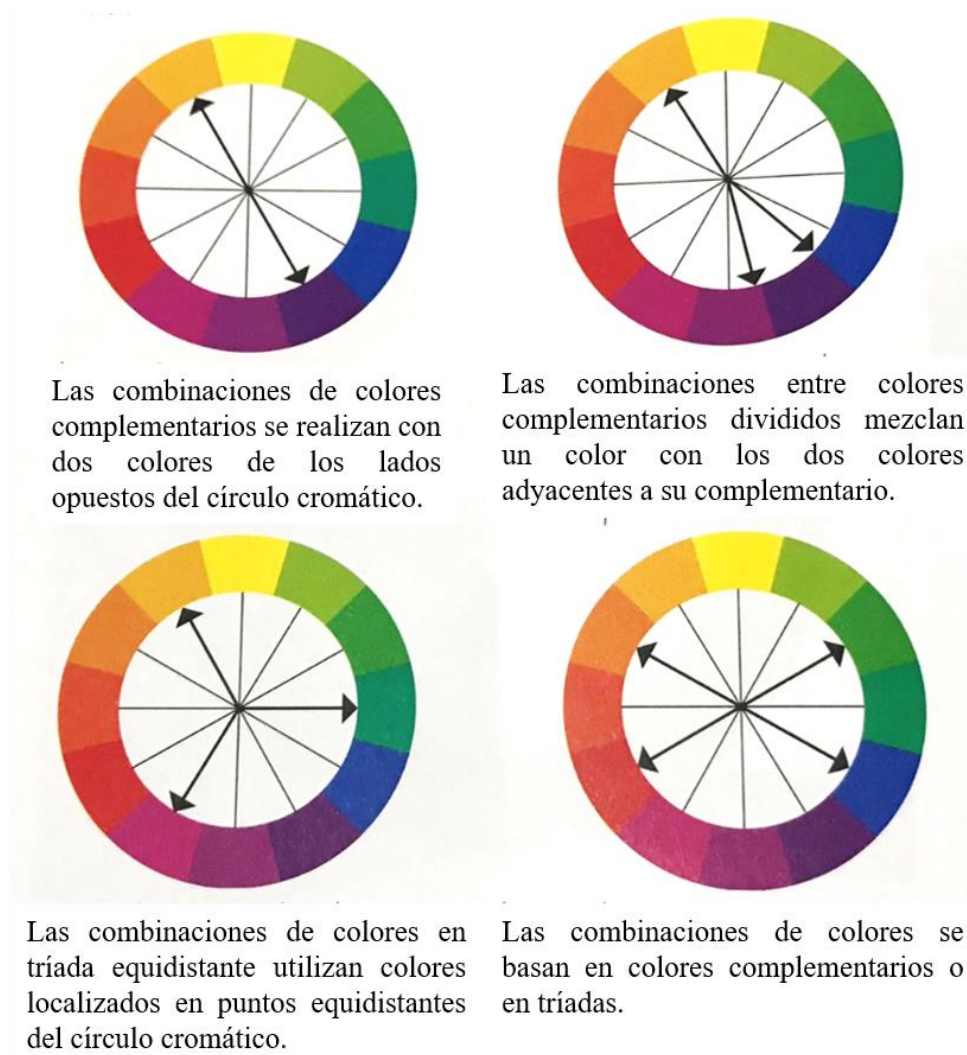 Las combinaciones de colores
complementarios se realizan con
dos colores de los lados
opuestos del círculo cromático.
Las combinaciones entre colores
complementarios divididos mezclan
un color con los dos colores
adyacentes a su complementario.
Las combinaciones de colores en
tríada equidistante utilizan colores
localizados en puntos equidistantes
del círculo cromático.
Las combinaciones de colores se
basan en colores complementarios o
en tríadas.